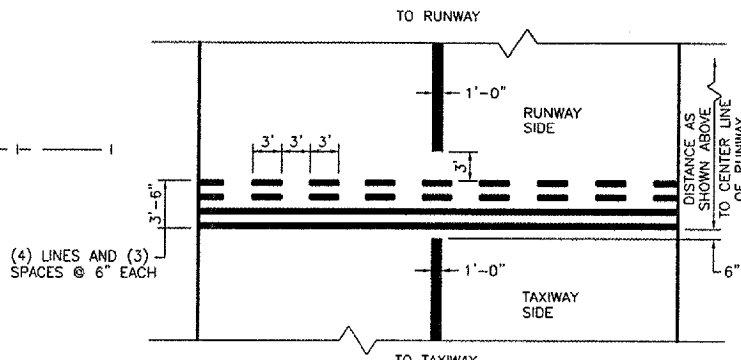 TO RUNWAY
1'-0"
RUNWAY
SIDE
3'
3'
3'
3'
DISTANCE AS
SHOWN ABOVE
TO CENTER LINE
OF RUNWAY
3'-6"
(4) LINES AND (3)
SPACES @ 6" EACH
1'-0"
6"
TAXIWAY
SIDE
TO TAXIWAY